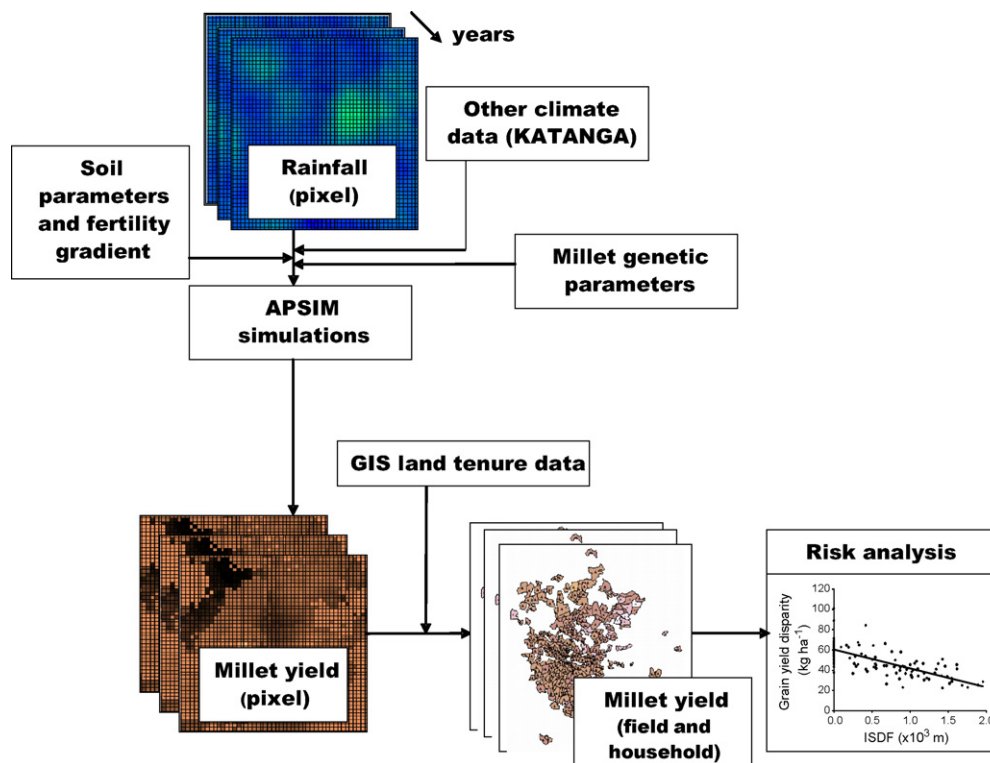 years
Other climate
data (KATANGA)
Rainfall
(pixel)
Soil
parameters
and fertility
gradient
Millet genetic
parameters
APSIM
simulations
GIS land tenure data
Millet yield
(pixel)
Millet yield
(field and
household)
Risk analysis
Grain yield disparity
(kg ha⁻¹)
120
100
80
60
40
20
0
0.0
0.5
1.0
1.5
2.0
ISDF (x10³ m)